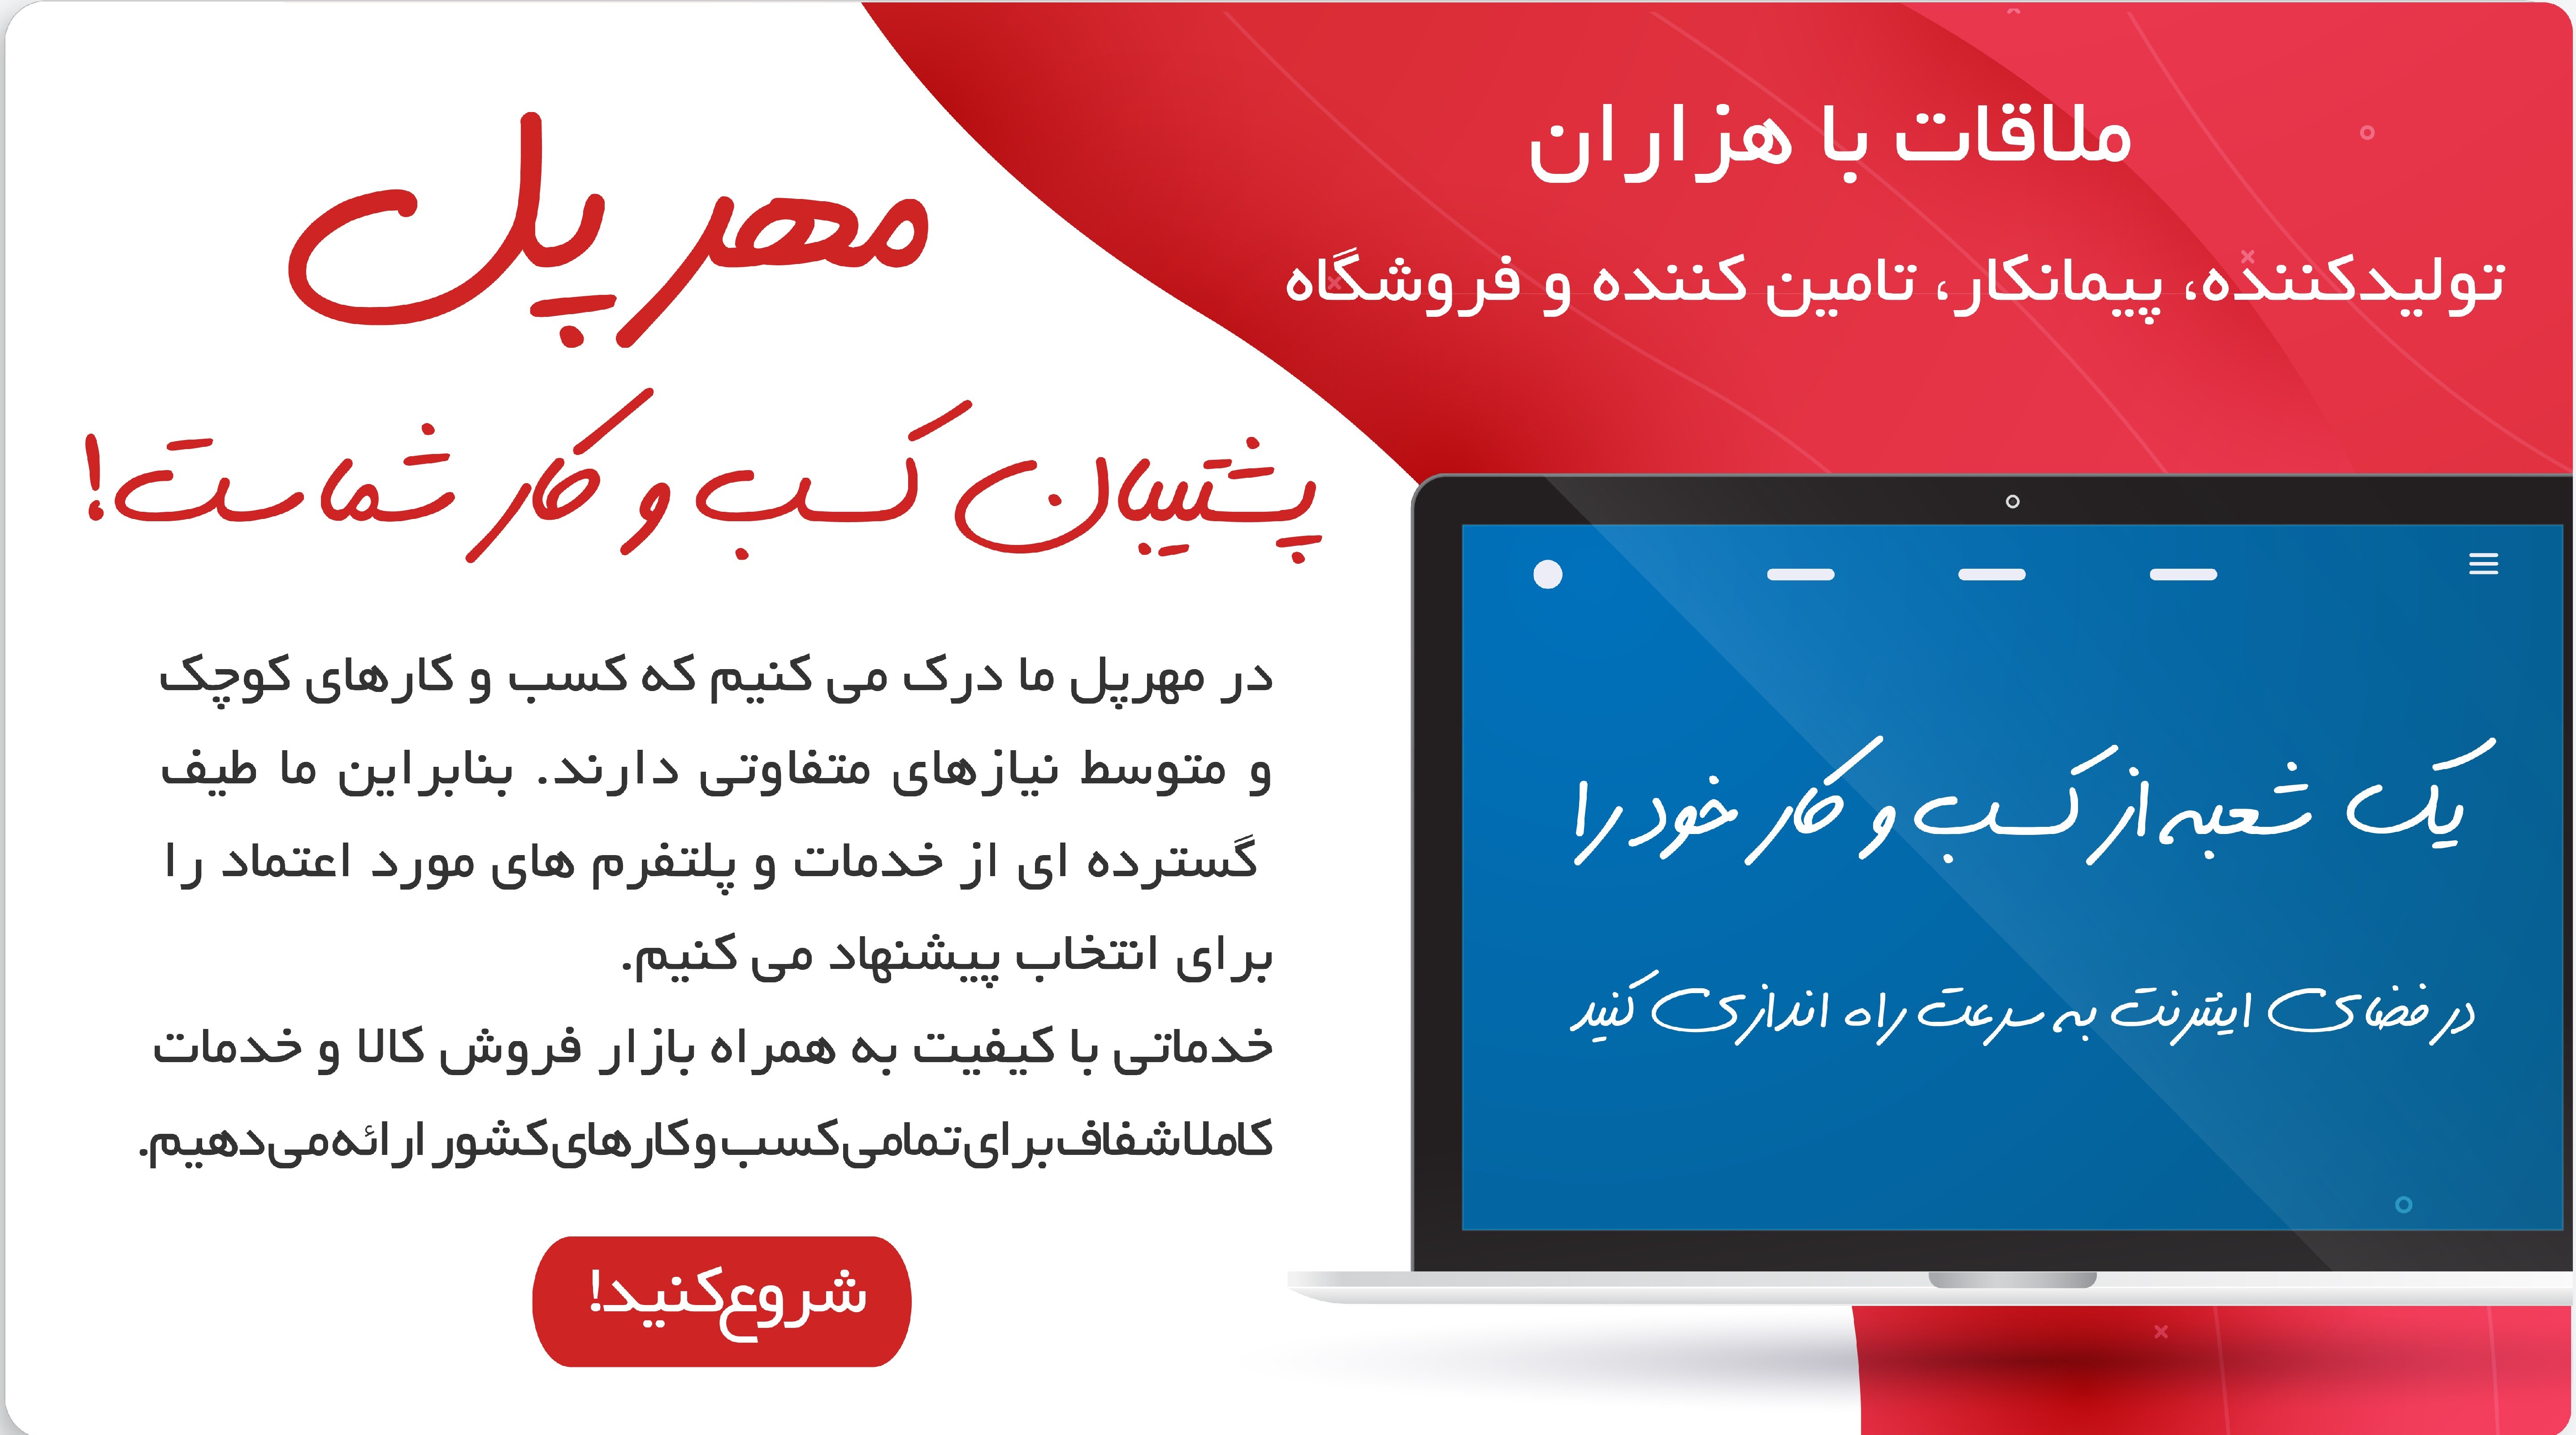 ملاقات با هزاران
تولیدکننده، پیمانکار، تامین کننده و فروشگاه
یک شعبه از کسب و کار خود را
در فضای اینترنت به سرعت راه اندازی کنید
مهر پل
پشتیبان کسب و کار شماست!
در مهرپل ما درک می کنیم که کسب و کارهای کوچک
و متوسط نیازهای متفاوتی دارند. بنابراین ما طیف
گسترده ای از خدمات و پلتفرم های مورد اعتماد را
برای انتخاب پیشنهاد می کنیم.
خدماتی با کیفیت به همراه بازار فروش کالا و خدمات
کاملا شفاف برای تمامی کسب و کارهای کشور ارائه می دهیم.
شروع کنید!